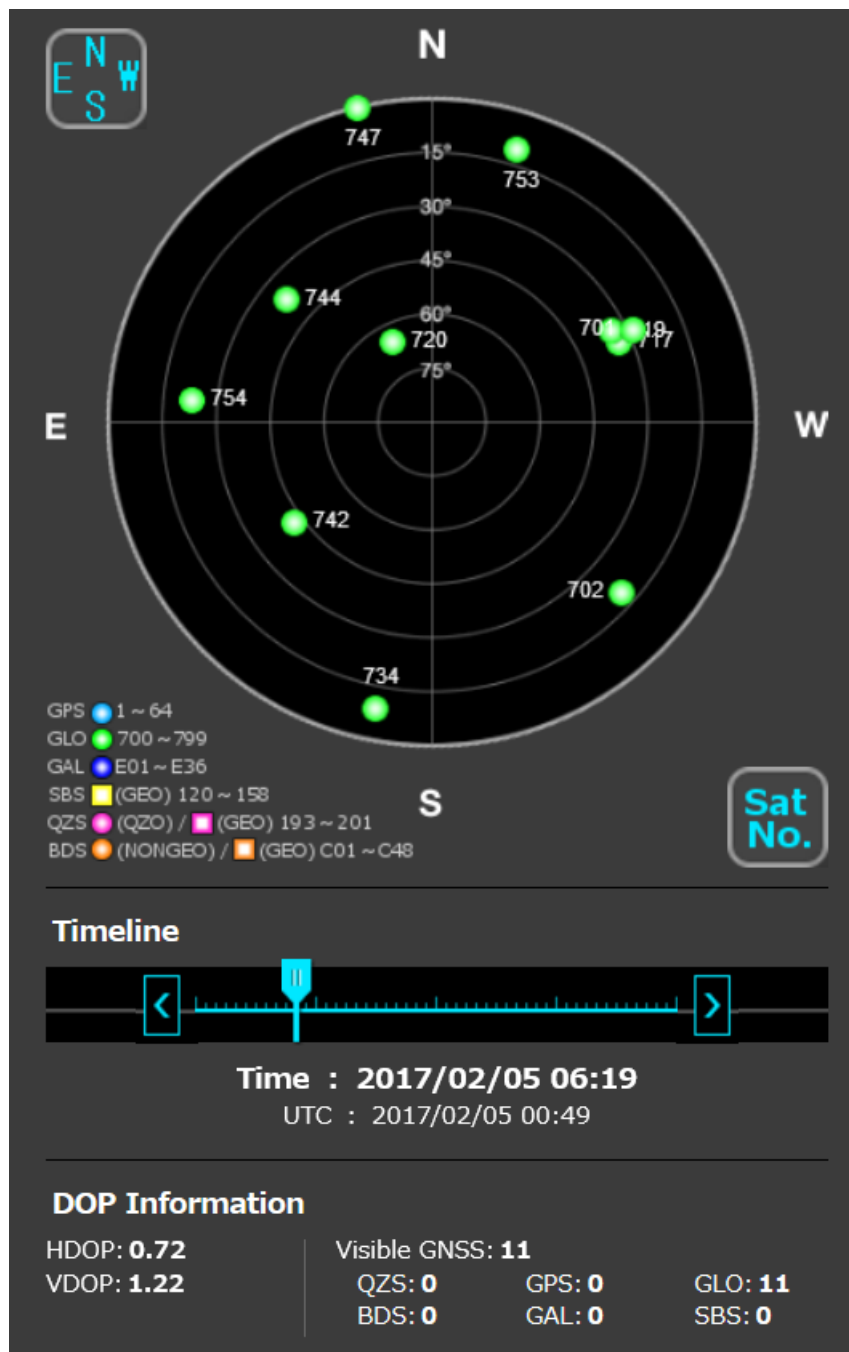 N
E W
S
N
747
15°
753
30°
45°
744
701
60°
720
717
75°
754
E
W
742
702
734
GPS 1 ~ 64
GLO 700 ~ 799
GAL E01 ~ E36
SBS (GEO) 120 ~ 158
QZS (QZO) / (GEO) 193 ~ 201
BDS (NONGEO) / (GEO) C01 ~ C48
S
Sat
No.
Timeline
Time : 2017/02/05 06:19
UTC : 2017/02/05 00:49
DOP Information
HDOP: 0.72
VDOP: 1.22
Visible GNSS: 11
QZS: 0 GPS: 0 GLO: 11
BDS: 0 GAL: 0 SBS: 0